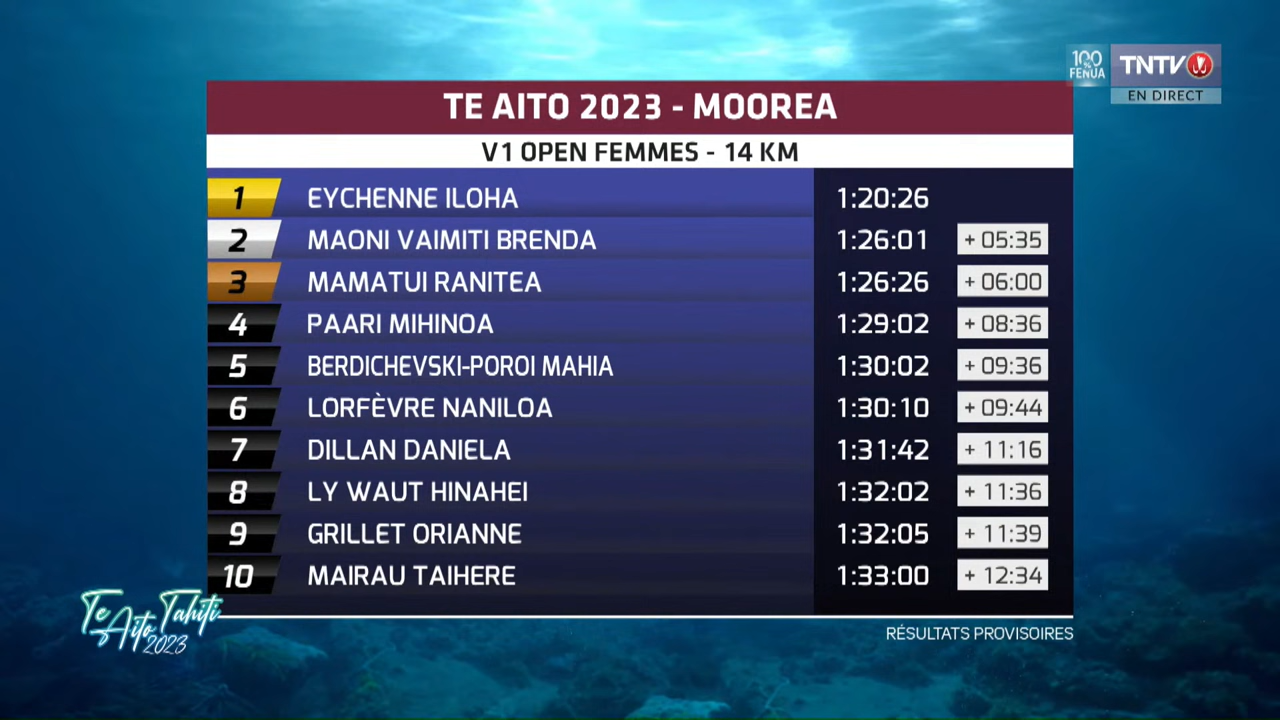 100
%
FENUA
TNTV
EN DIRECT
TE AITO 2023 - MOOREA
V1 OPEN FEMMES - 14 KM
1 EYCHENNE ILOHA 1:20:26
2 MAONI VAIMITI BRENDA 1:26:01 + 05:35
3 MAMATUI RANITEA 1:26:26 + 06:00
4 PAARI MIHINOA 1:29:02 + 08:36
5 BERDICHEVSKI-POROI MAHIA 1:30:02 + 09:36
6 LORFÈVRE NANILOA 1:30:10 + 09:44
7 DILLAN DANIELA 1:31:42 + 11:16
8 LY WAUT HINAHEI 1:32:02 + 11:36
9 GRILLET ORIANNE 1:32:05 + 11:39
10 MAIRAU TAIHERE 1:33:00 + 12:34
Te Aito Tahiti
2023
RÉSULTATS PROVISOIRES